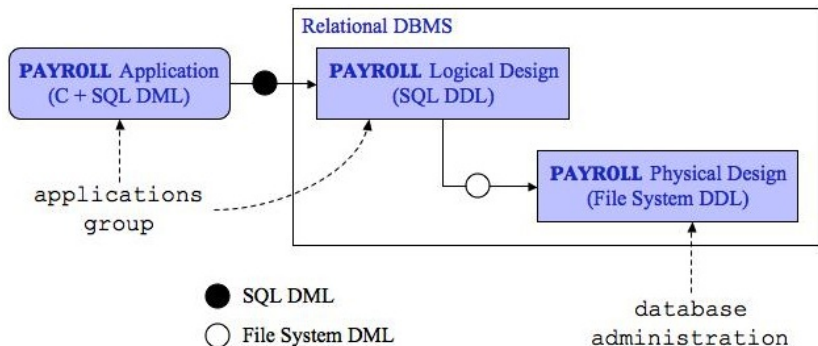 Relational DBMS
PAYROLL Application
(C + SQL DML)
PAYROLL Logical Design
(SQL DDL)
PAYROLL Physical Design
(File System DDL)
applications
group
SQL DML
File System DML
database
administration